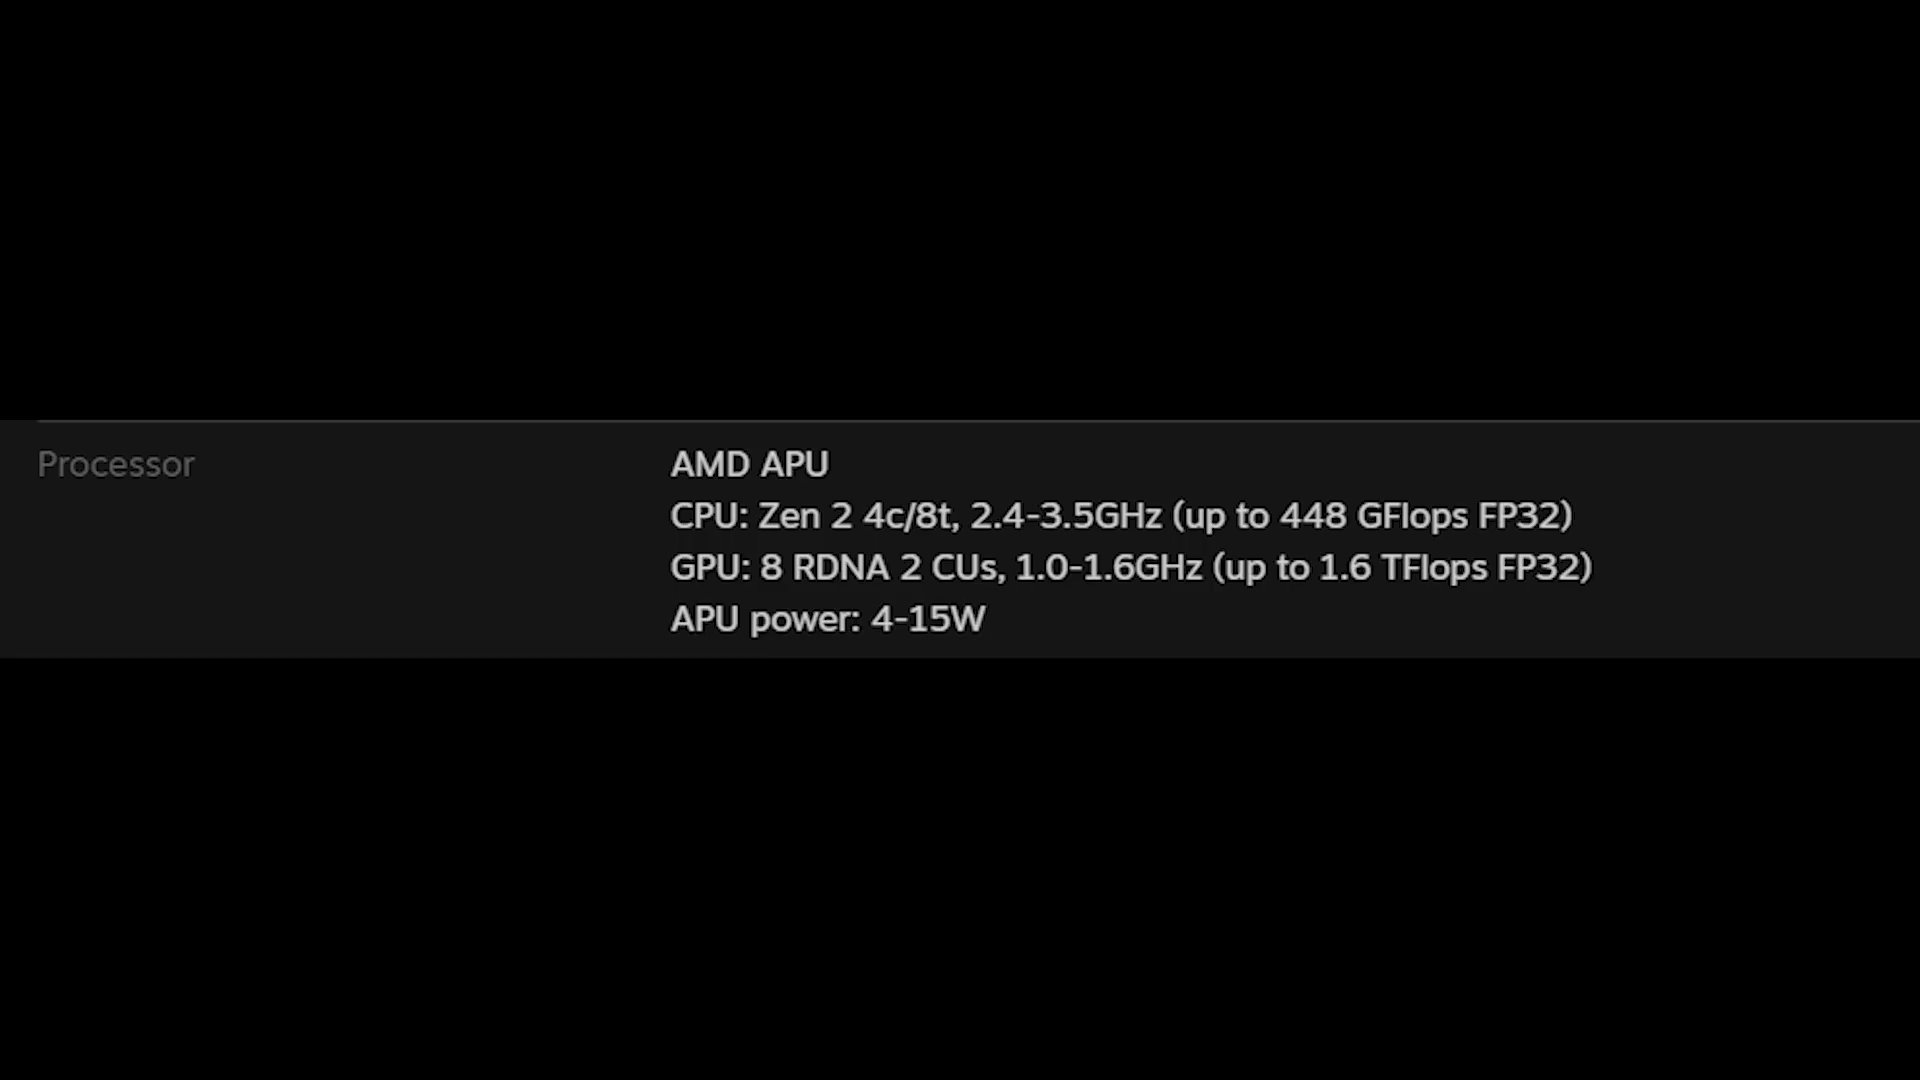 Processor
AMD APU
CPU: Zen 2 4c/8t, 2.4-3.5GHz (up to 448 GFlops FP32)
GPU: 8 RDNA 2 CUs, 1.0-1.6GHz (up to 1.6 TFlops FP32)
APU power: 4-15W